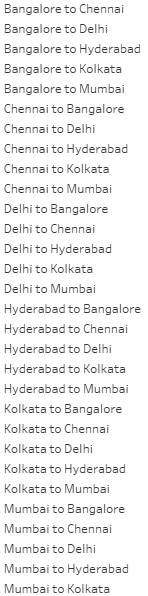 Bangalore to Chennai
Bangalore to Delhi
Bangalore to Hyderabad
Bangalore to Kolkata
Bangalore to Mumbai
Chennai to Bangalore
Chennai to Delhi
Chennai to Hyderabad
Chennai to Kolkata
Chennai to Mumbai
Delhi to Bangalore
Delhi to Chennai
Delhi to Hyderabad
Delhi to Kolkata
Delhi to Mumbai
Hyderabad to Bangalore
Hyderabad to Chennai
Hyderabad to Delhi
Hyderabad to Kolkata
Hyderabad to Mumbai
Kolkata to Bangalore
Kolkata to Chennai
Kolkata to Delhi
Kolkata to Hyderabad
Kolkata to Mumbai
Mumbai to Bangalore
Mumbai to Chennai
Mumbai to Delhi
Mumbai to Hyderabad
Mumbai to Kolkata